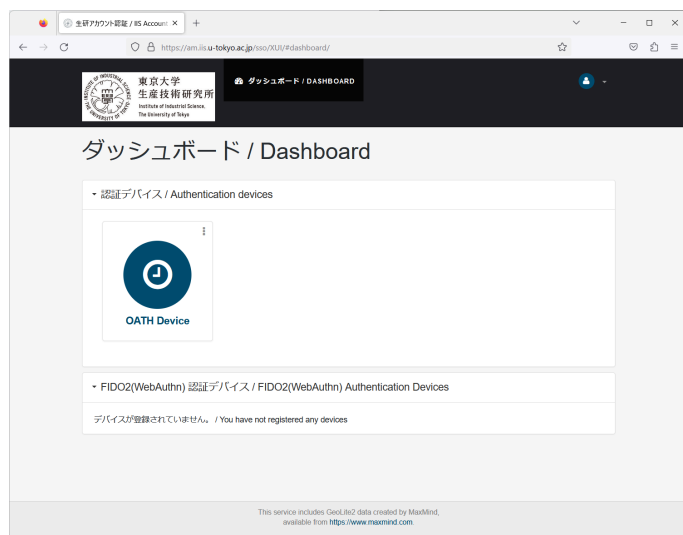 生研アカウント認証 / IIS Accoun
https://am.iis.u-tokyo.ac.jp/sso/XUI/#dashboard/
東京大学
生産技術研究所
Institute of Industrial Science,
The University of Tokyo
ダッシュボード / DASHBOARD
ダッシュボード / Dashboard
認証デバイス / Authentication devices
OATH Device
FIDO2(WebAuthn) 認証デバイス / FIDO2(WebAuthn) Authentication Devices
デバイスが登録されていません。 / You have not registered any devices
This service includes GeoLite2 data created by MaxMind,
available from https://www.maxmind.com.